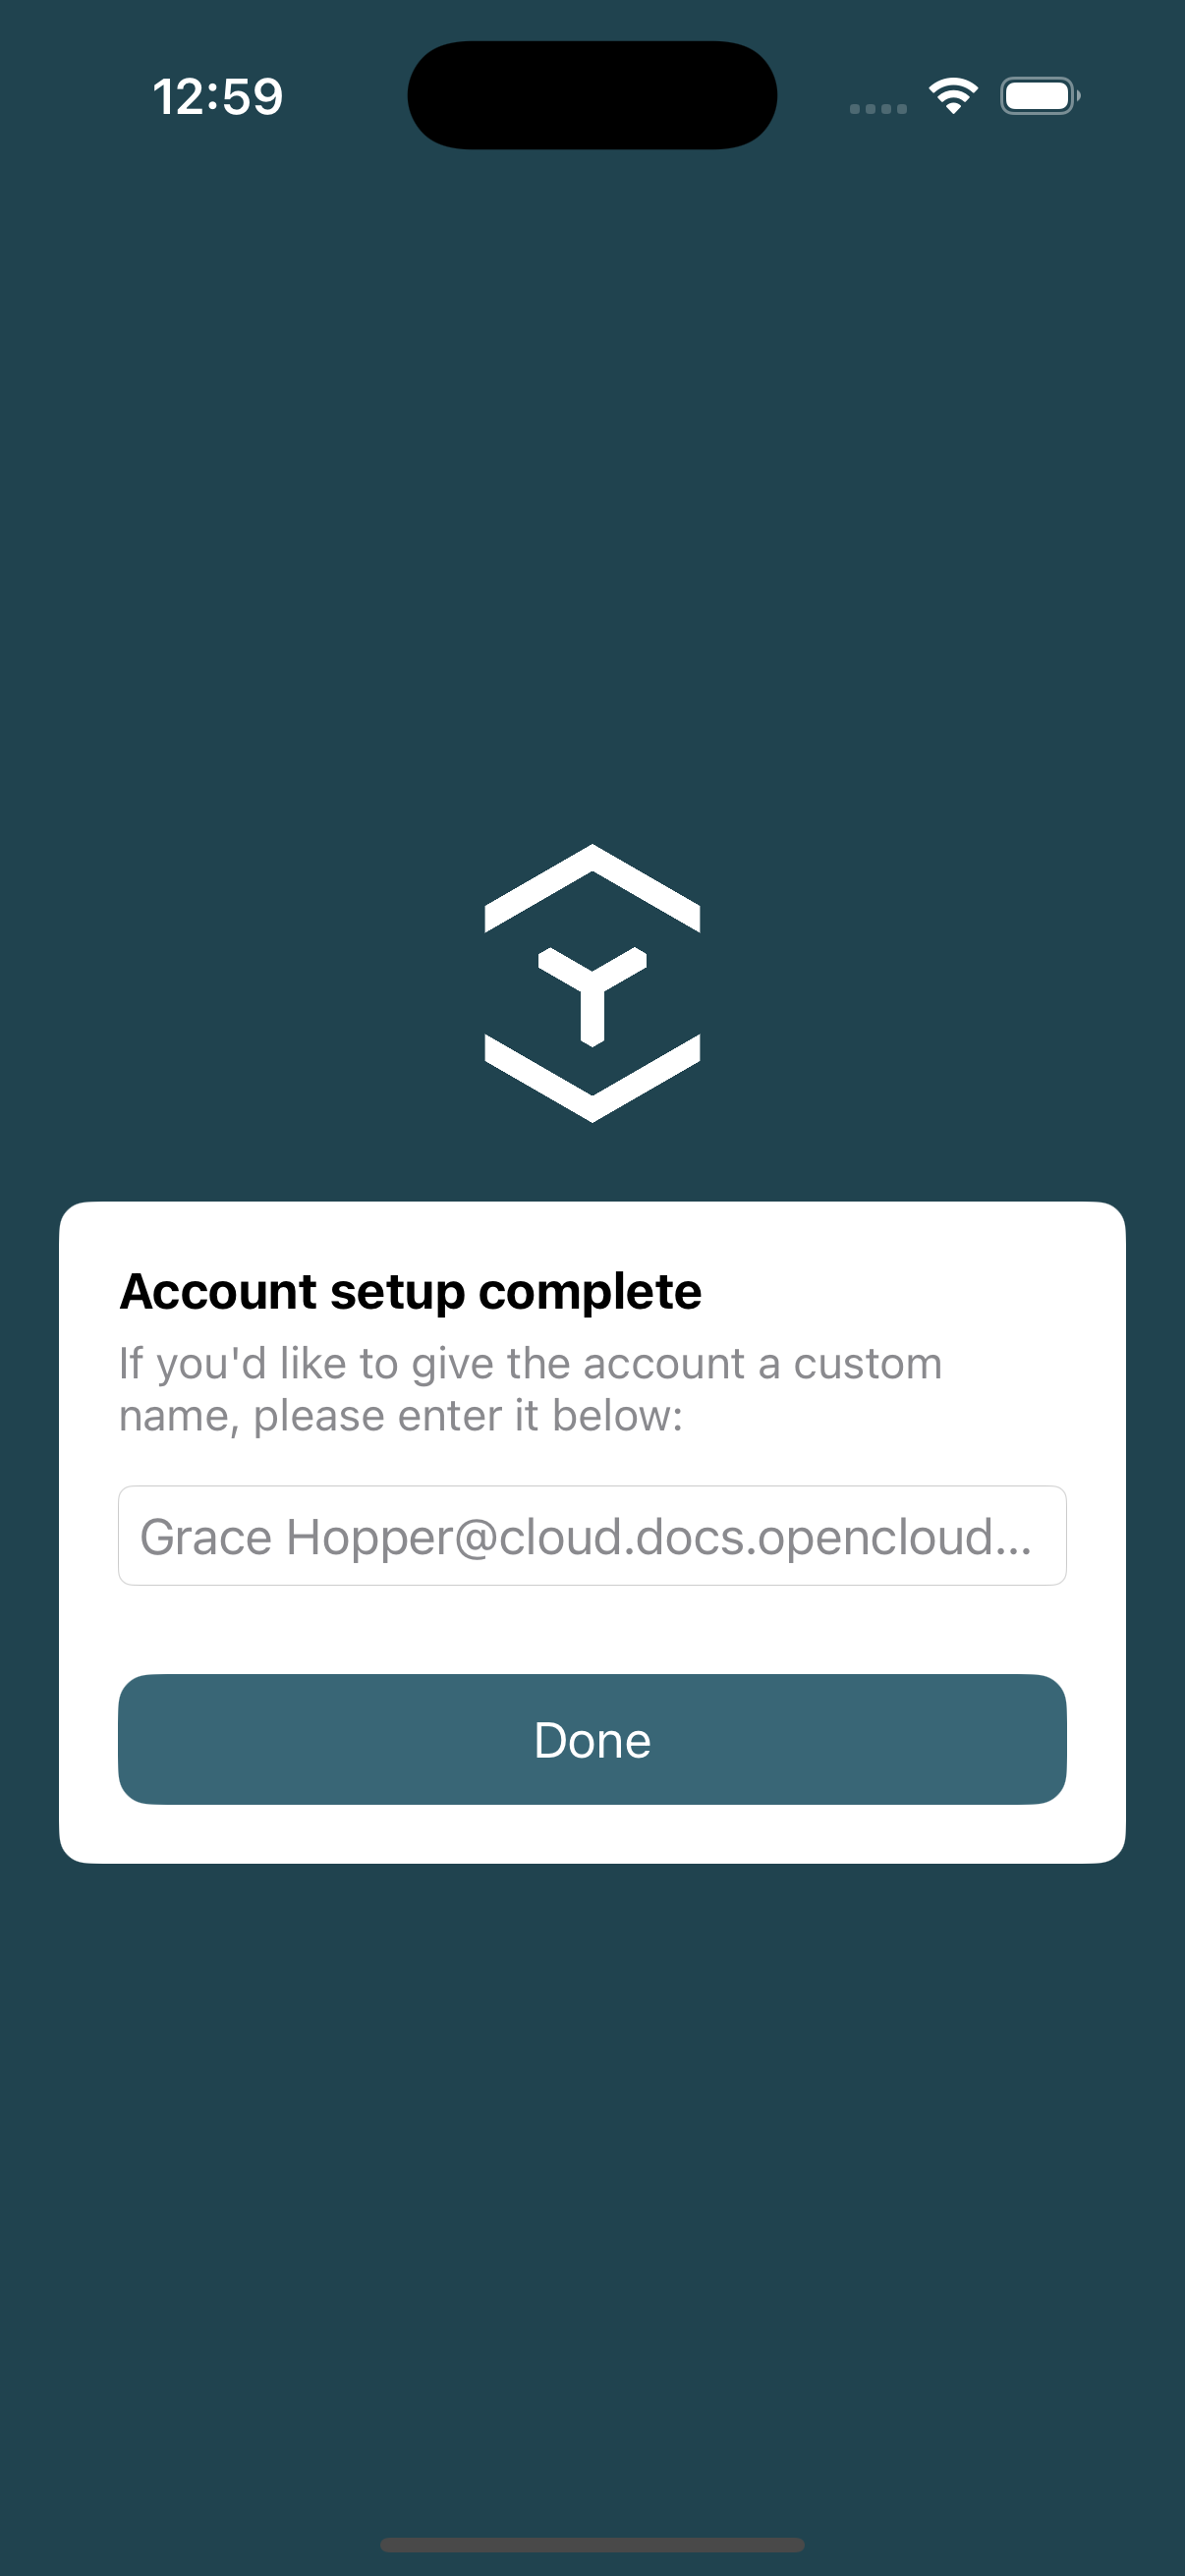 12:59
Account setup complete
If you'd like to give the account a custom
name, please enter it below:
Grace Hopper@cloud.docs.opencloud...
Done